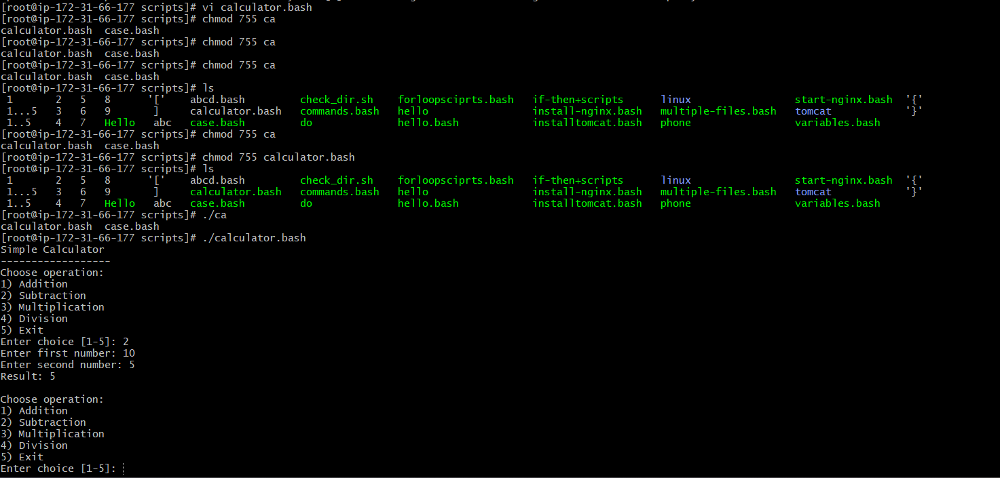 [root@ip-172-31-66-177 scripts]# vi calculator.bash
[root@ip-172-31-66-177 scripts]# chmod 755 ca
calculator.bash  case.bash
[root@ip-172-31-66-177 scripts]# chmod 755 ca
calculator.bash  case.bash
[root@ip-172-31-66-177 scripts]# chmod 755 ca
calculator.bash  case.bash
[root@ip-172-31-66-177 scripts]# ls
 1       2   5   8      '['    abcd.bash         check_dir.sh    forloopsciprts.bash   if-then+scripts      linux                 start-nginx.bash  '{'
 1...5   3   6   9       ]     calculator.bash   commands.bash   hello                 install-nginx.bash   multiple-files.bash   tomcat            '}'
 1..5    4   7   Hello   abc   case.bash         do              hello.bash            installtomcat.bash   phone                 variables.bash
[root@ip-172-31-66-177 scripts]# chmod 755 ca
calculator.bash  case.bash
[root@ip-172-31-66-177 scripts]# chmod 755 calculator.bash
[root@ip-172-31-66-177 scripts]# ls
 1       2   5   8      '['    abcd.bash         check_dir.sh    forloopsciprts.bash   if-then+scripts      linux                 start-nginx.bash  '{'
 1...5   3   6   9       ]     calculator.bash   commands.bash   hello                 install-nginx.bash   multiple-files.bash   tomcat            '}'
 1..5    4   7   Hello   abc   case.bash         do              hello.bash            installtomcat.bash   phone                 variables.bash
[root@ip-172-31-66-177 scripts]# ./ca
calculator.bash  case.bash
[root@ip-172-31-66-177 scripts]# ./calculator.bash
Simple Calculator
------------------
Choose operation:
1) Addition
2) Subtraction
3) Multiplication
4) Division
5) Exit
Enter choice [1-5]: 2
Enter first number: 10
Enter second number: 5
Result: 5
Choose operation:
1) Addition
2) Subtraction
3) Multiplication
4) Division
5) Exit
Enter choice [1-5]: